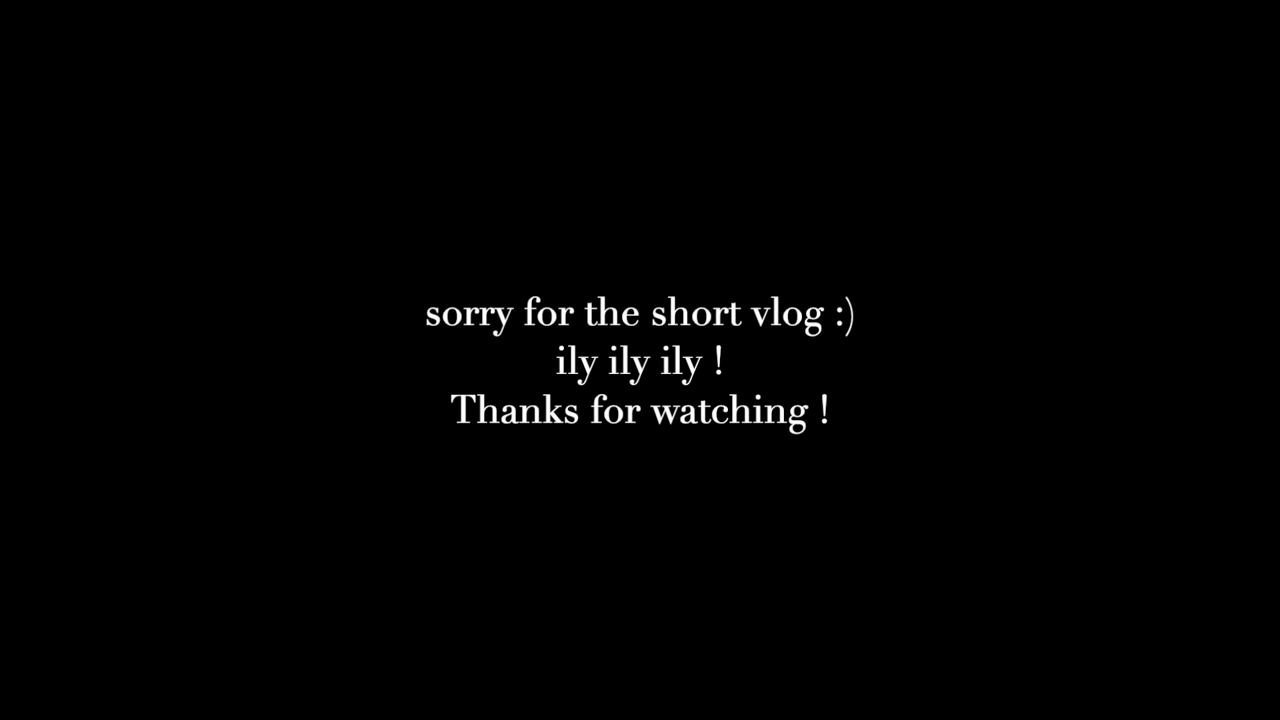 sorry for the short vlog :)
ily ily ily !
Thanks for watching !